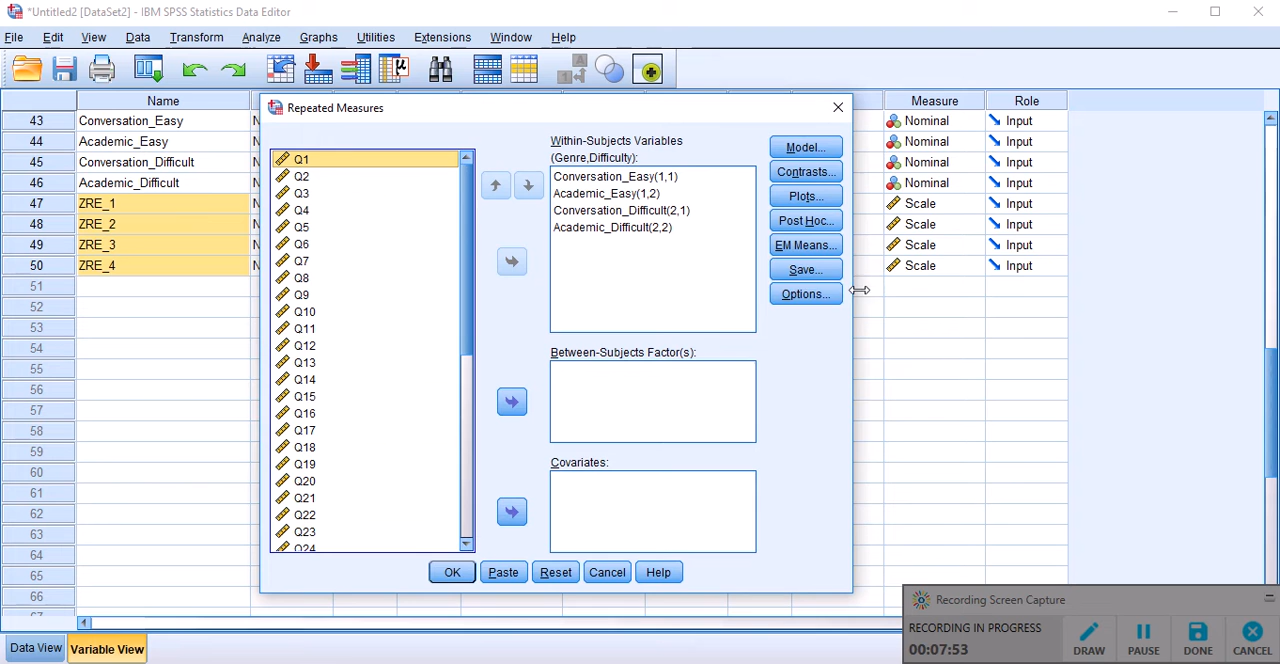 *Untitled2 [DataSet2] - IBM SPSS Statistics Data Editor
File Edit View Data Transform Analyze Graphs Utilities Extensions Window Help
Name Measure Role
43 Conversation_Easy Nominal Input
44 Academic_Easy Nominal Input
45 Conversation_Difficult Nominal Input
46 Academic_Difficult Nominal Input
47 ZRE_1 Scale Input
48 ZRE_2 Scale Input
49 ZRE_3 Scale Input
50 ZRE_4 Scale Input
51
52
53
54
55
56
57
58
59
60
61
62
63
64
65
66
Repeated Measures
Q1
Q2
Q3
Q4
Q5
Q6
Q7
Q8
Q9
Q10
Q11
Q12
Q13
Q14
Q15
Q16
Q17
Q18
Q19
Q20
Q21
Q22
Q23
Q24
Within-Subjects Variables
(Genre,Difficulty):
Conversation_Easy(1,1)
Academic_Easy(1,2)
Conversation_Difficult(2,1)
Academic_Difficult(2,2)
Between-Subjects Factor(s):
Covariates:
Model...
Contrasts...
Plots...
Post Hoc...
EM Means...
Save...
Options...
OK Paste Reset Cancel Help
Data View Variable View
Recording Screen Capture
RECORDING IN PROGRESS
00:07:53
DRAW PAUSE DONE CANCEL